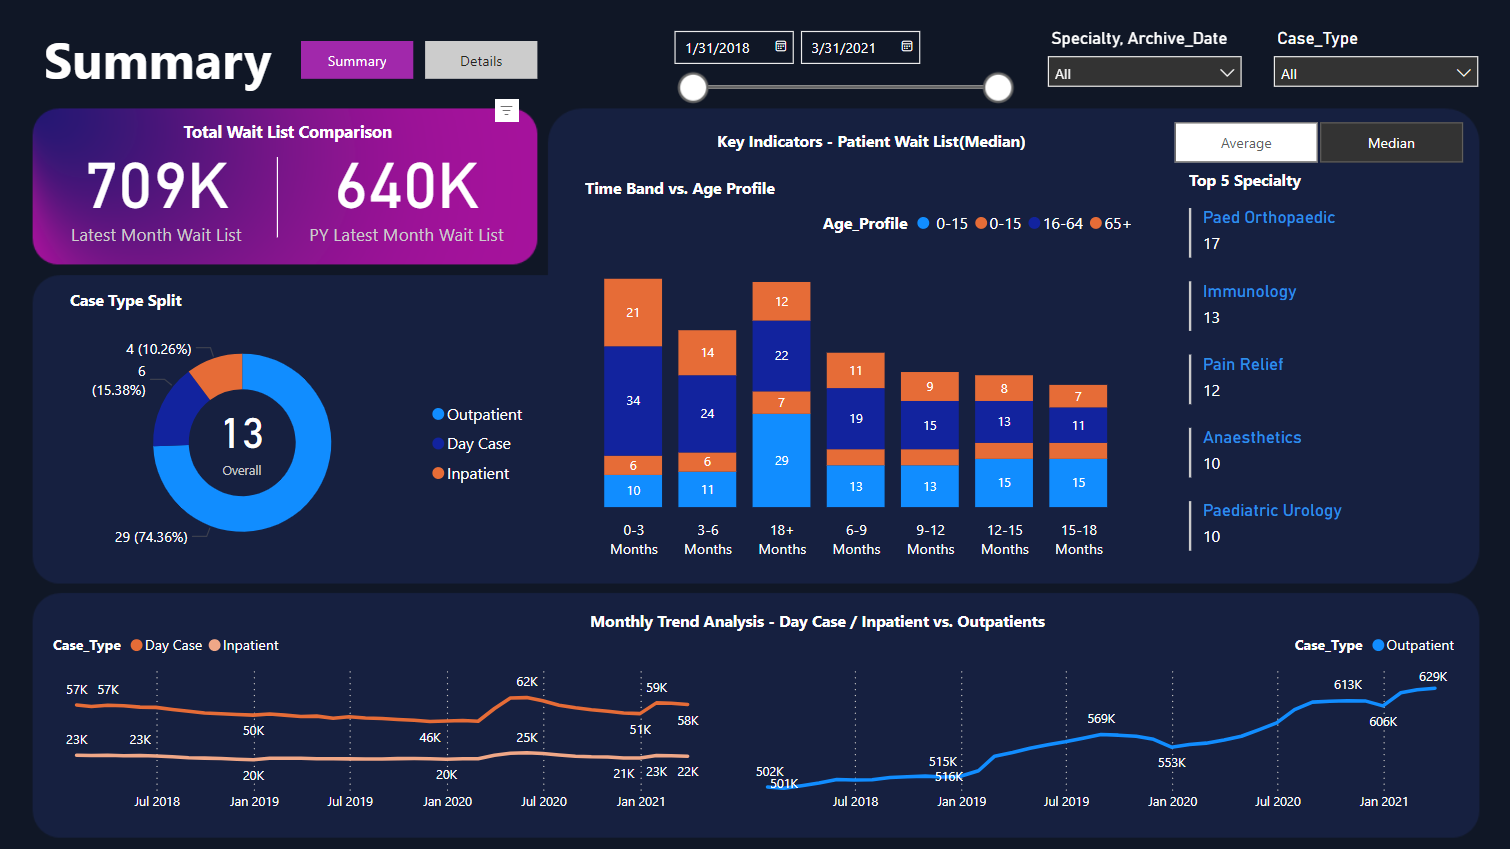 Summary
Summary
Details
1/31/2018
3/31/2021
Specialty, Archive_Date
All
Case_Type
All
Total Wait List Comparison
709K
Latest Month Wait List
640K
PY Latest Month Wait List
Case Type Split
4 (10.26%)
6
(15.38%)
13
Overall
29 (74.36%)
Outpatient
Day Case
Inpatient
Key Indicators - Patient Wait List(Median)
Average
Median
Time Band vs. Age Profile
Age_Profile 0-15 0-15 16-64 65+
21
34
6
10
0-3
Months
14
24
6
11
3-6
Months
12
22
7
29
18+
Months
11
19
13
6-9
Months
9
15
13
9-12
Months
8
13
15
12-15
Months
7
11
15
15-18
Months
Top 5 Specialty
Paed Orthopaedic
17
Immunology
13
Pain Relief
12
Anaesthetics
10
Paediatric Urology
10
Monthly Trend Analysis - Day Case / Inpatient vs. Outpatients
Case_Type Day Case Inpatient
57K 57K 50K 46K 62K 51K 59K 58K
23K 23K 20K 20K 25K 21K 23K 22K
Jul 2018 Jan 2019 Jul 2019 Jan 2020 Jul 2020 Jan 2021
Case_Type Outpatient
502K 501K 515K 516K 569K 553K 613K 606K 629K
Jul 2018 Jan 2019 Jul 2019 Jan 2020 Jul 2020 Jan 2021